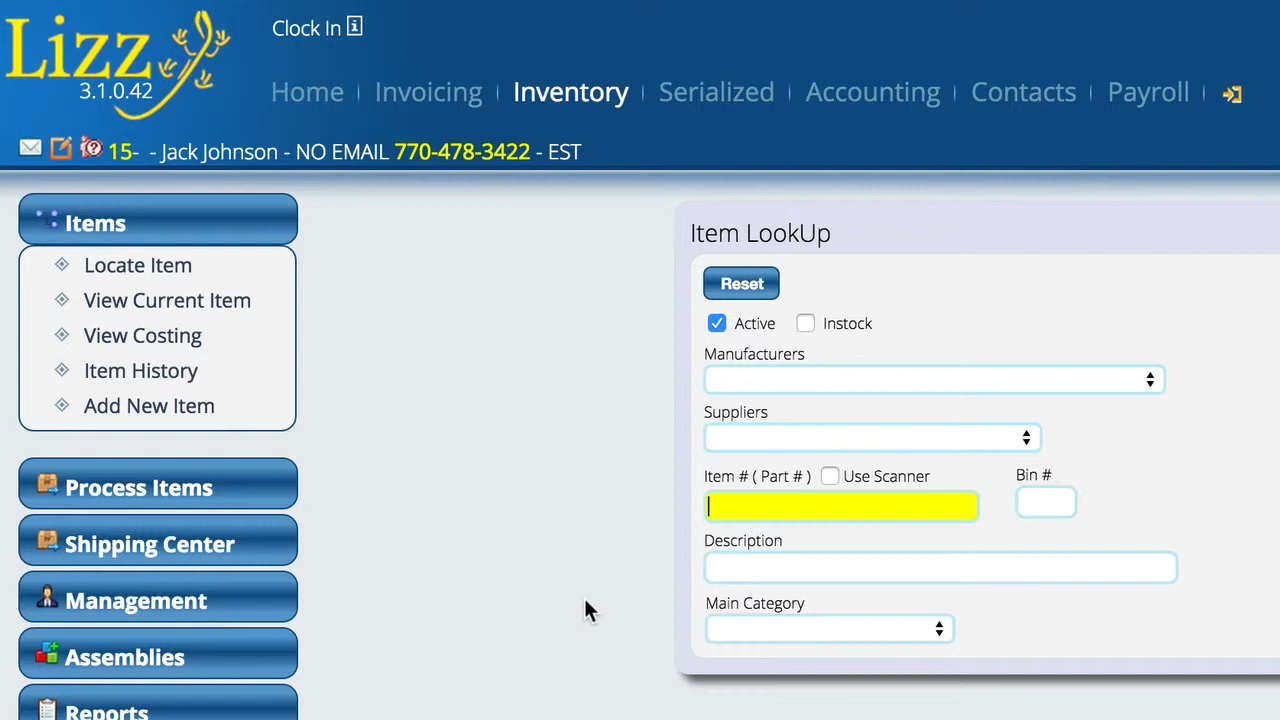 Lizz
3.1.0.42
Clock In
Home Invoicing Inventory Serialized Accounting Contacts Payroll
15- - Jack Johnson - NO EMAIL 770-478-3422 - EST
Items
Locate Item
View Current Item
View Costing
Item History
Add New Item
Process Items
Shipping Center
Management
Assemblies
Reports
Item LookUp
Reset
Active Instock
Manufacturers
Suppliers
Item # ( Part # ) Use Scanner Bin #
Description
Main Category